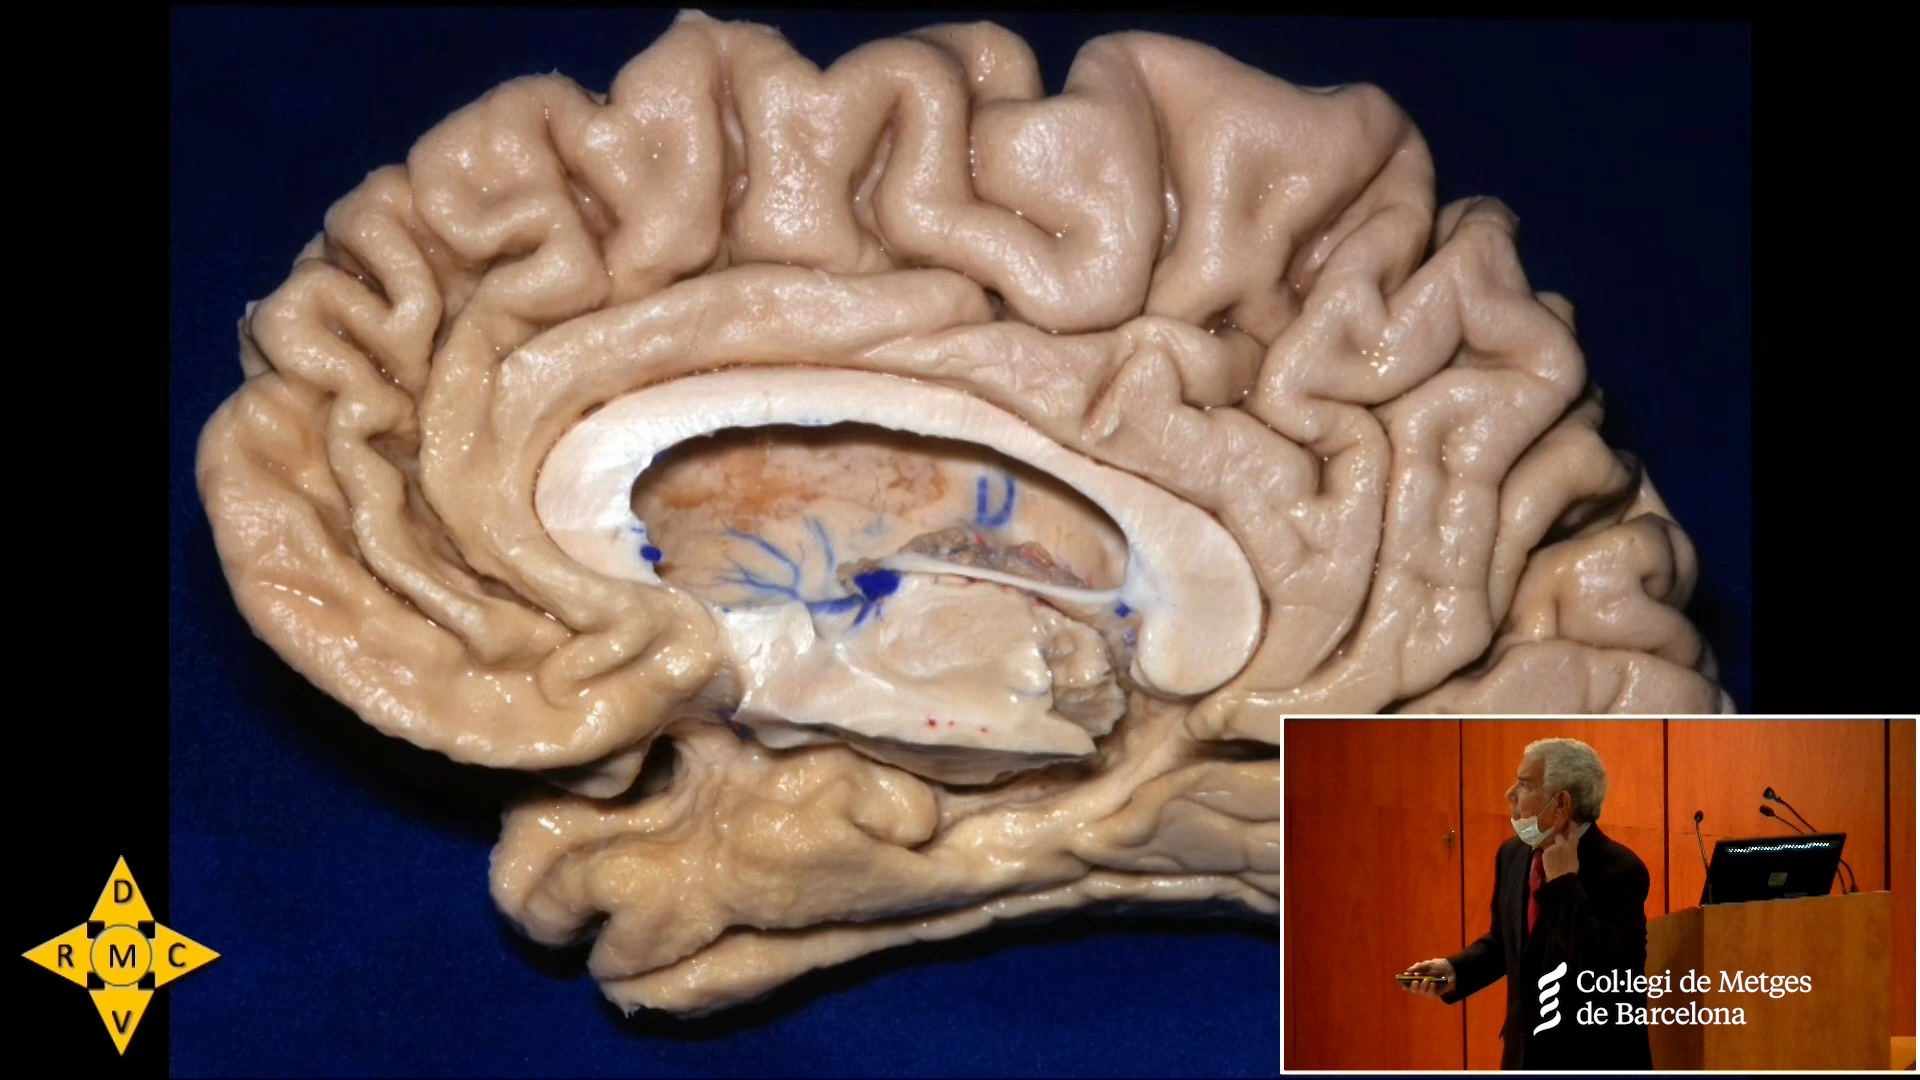 D
R M C
V
Col·legi de Metges
de Barcelona